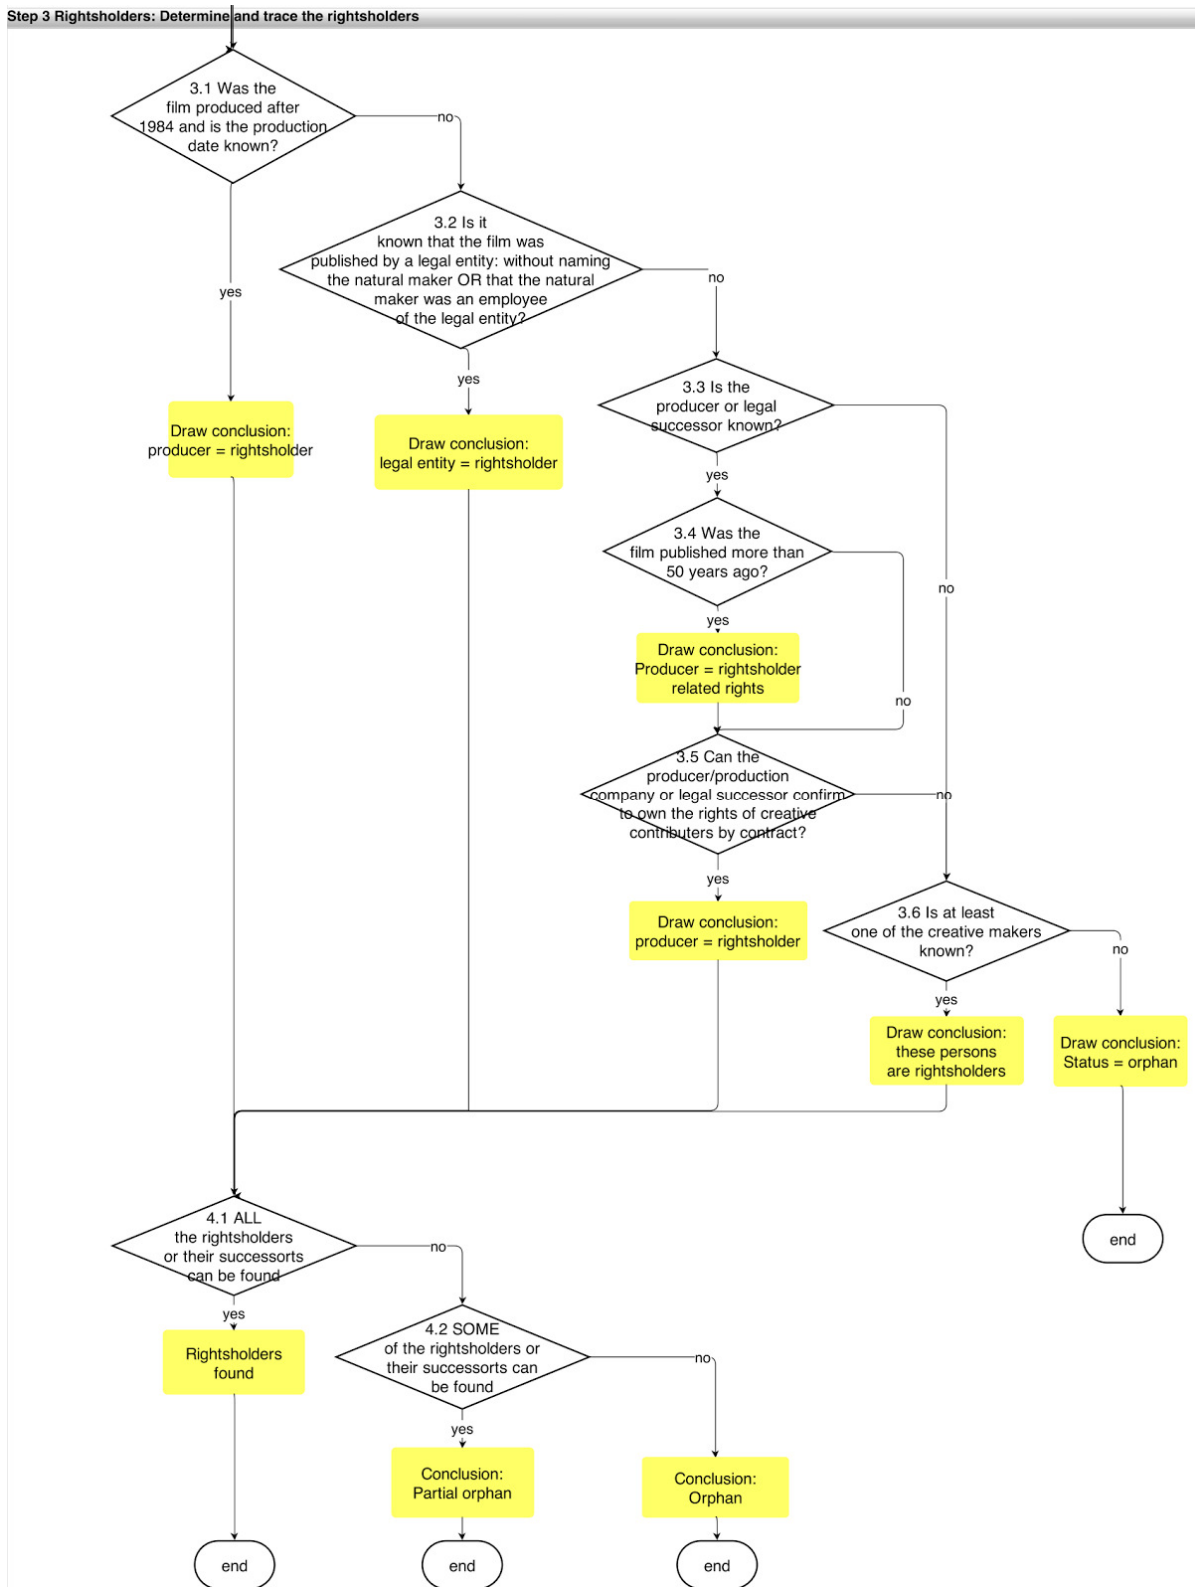 Step 3 Rightsholders: Determine and trace the rightsholders
3.1 Was the
film produced after
1984 and is the production
date known?
no
yes
3.2 Is it
known that the film was
published by a legal entity: without naming
the natural maker OR that the natural
maker was an employee
of the legal entity?
no
yes
Draw conclusion:
producer = rightsholder
Draw conclusion:
legal entity = rightsholder
3.3 Is the
producer or legal
successor known?
no
yes
3.4 Was the
film published more than
50 years ago?
no
yes
Draw conclusion:
Producer = rightsholder
related rights
3.5 Can the
producer/production
company or legal successor confirm
to own the rights of creative
contributers by contract?
no
yes
Draw conclusion:
producer = rightsholder
3.6 Is at least
one of the creative makers
known?
no
yes
Draw conclusion:
these persons
are rightsholders
Draw conclusion:
Status = orphan
end
4.1 ALL
the rightsholders
or their successorts
can be found
no
yes
Rightsholders
found
4.2 SOME
of the rightsholders or
their successorts can
be found
no
yes
Conclusion:
Partial orphan
Conclusion:
Orphan
end
end
end